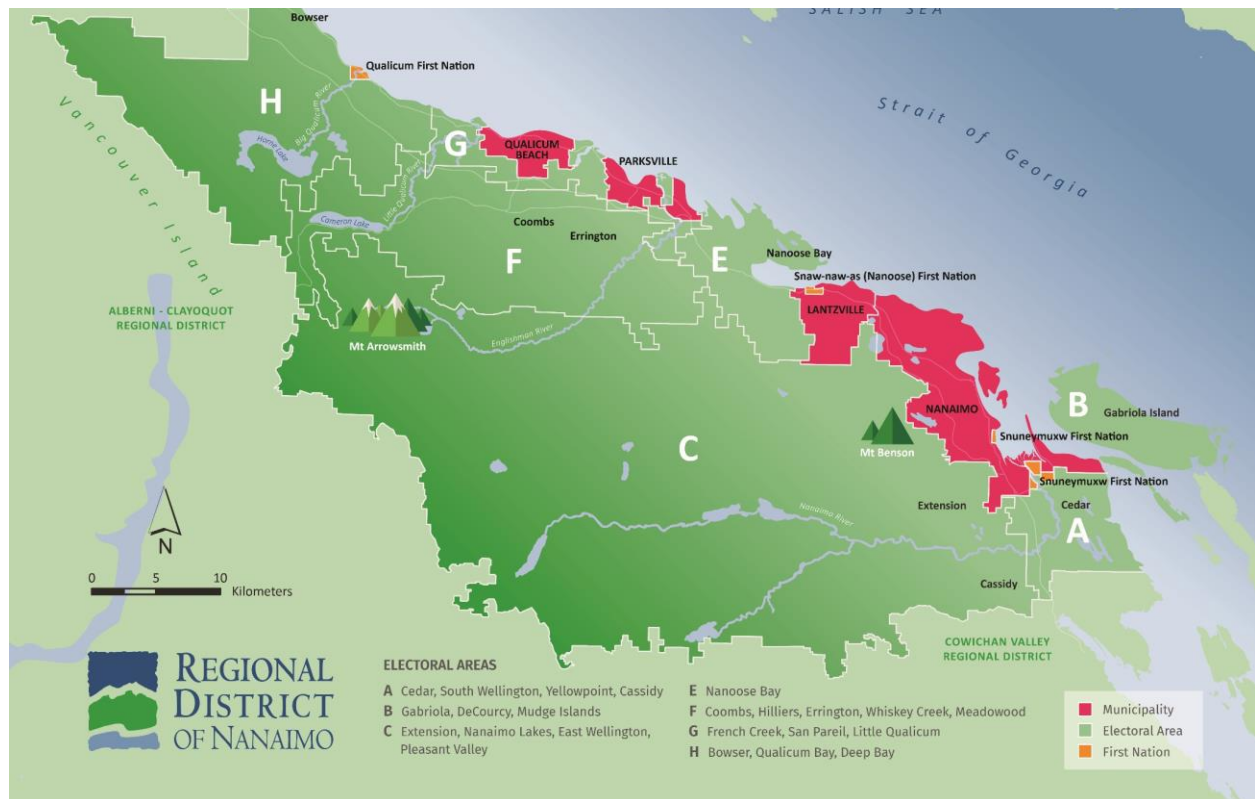 SALISH SEA
Bowser
Qualicum First Nation
H
Big Qualicum River
Horne Lake
Vancouver Island
Strait of Georgia
G
QUALICUM
BEACH
PARKSVILLE
Little Qualicum River
Cameron Lake
Coombs
Errington
F
E
Nanoose Bay
Snaw-naw-as (Nanoose) First Nation
LANTZVILLE
ALBERNI - CLAYOQUOT
REGIONAL DISTRICT
Mt Arrowsmith
Englishman River
B
Gabriola Island
NANAIMO
Mt Benson
Snuneymuxw First Nation
C
Snuneymuxw First Nation
Extension
Cedar
Nanaimo River
A
N
Cassidy
0 5 10
Kilometers
COWICHAN VALLEY
REGIONAL DISTRICT
REGIONAL
DISTRICT
OF NANAIMO
ELECTORAL AREAS
A Cedar, South Wellington, Yellowpoint, Cassidy
B Gabriola, DeCourcy, Mudge Islands
C Extension, Nanaimo Lakes, East Wellington,
Pleasant Valley
E Nanoose Bay
F Coombs, Hilliers, Errington, Whiskey Creek, Meadowood
G French Creek, San Pareil, Little Qualicum
H Bowser, Qualicum Bay, Deep Bay
Municipality
Electoral Area
First Nation